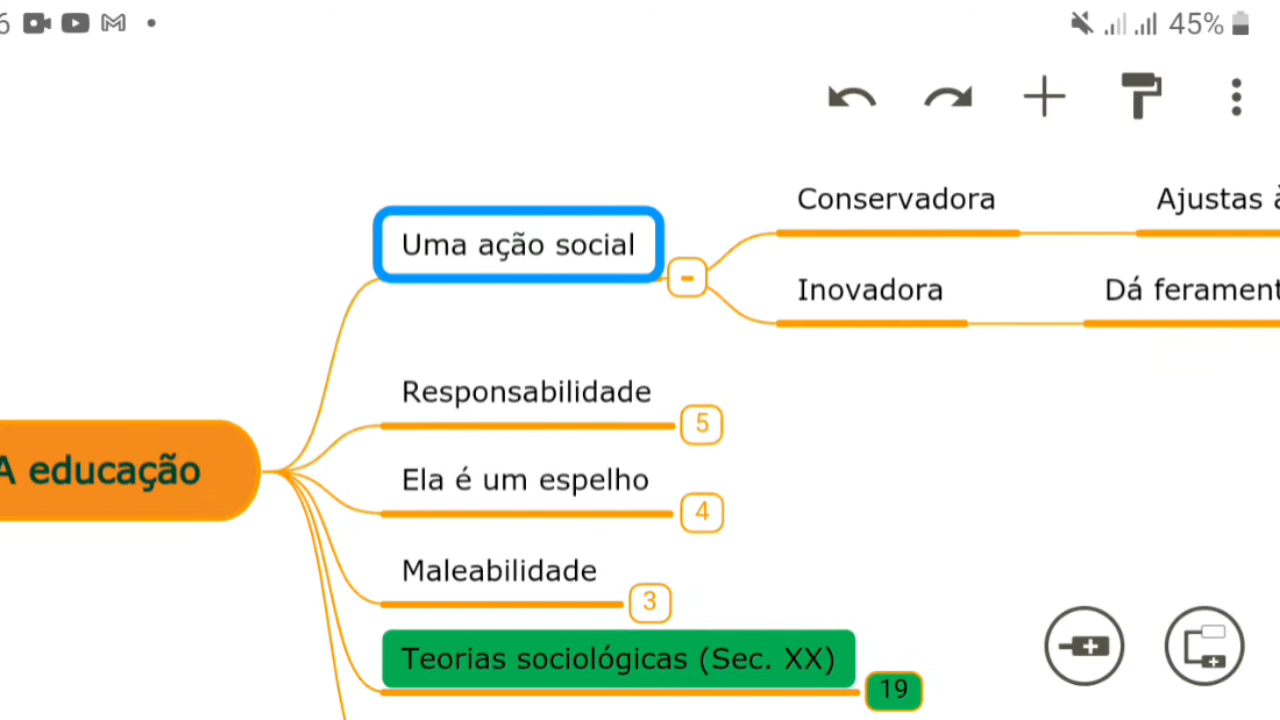 6 45%
Conservadora Ajustas à
Uma ação social
Inovadora Dá ferament
Responsabilidade
5
A educação
Ela é um espelho
4
Maleabilidade
3
Teorias sociológicas (Sec. XX)
19